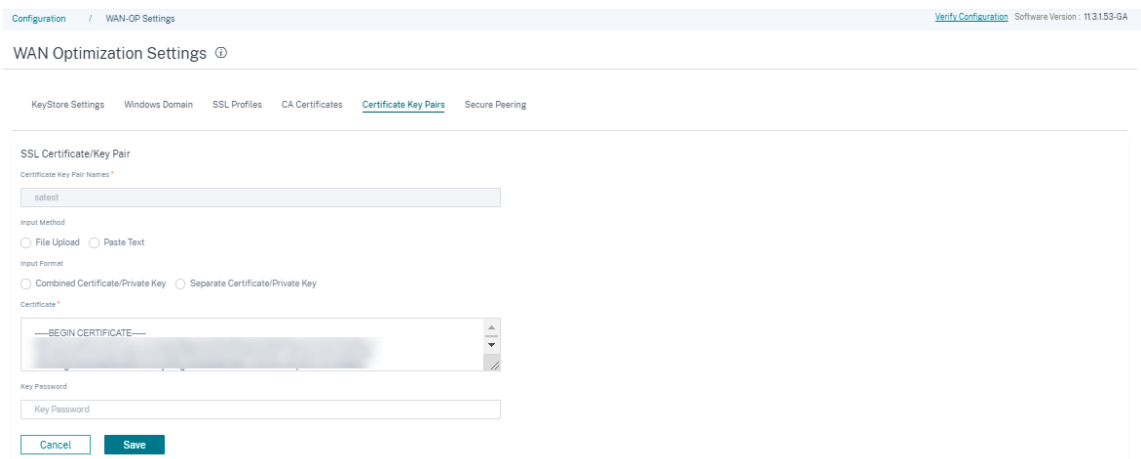 Configuration / WAN-OP Settings Verify Configuration Software Version : 11.3.1.53-GA
WAN Optimization Settings
KeyStore Settings Windows Domain SSL Profiles CA Certificates Certificate Key Pairs Secure Peering
SSL Certificate/Key Pair
Certificate Key Pair Names *
satest
Input Method
File Upload Paste Text
Input Format
Combined Certificate/Private Key Separate Certificate/Private Key
Certificate *
-----BEGIN CERTIFICATE-----
Key Password
Key Password
Cancel Save